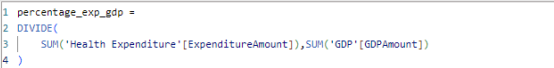 1 percentage_exp_gdp =
2 DIVIDE(
3 SUM('Health Expenditure'[ExpenditureAmount]),SUM('GDP'[GDPAmount])
4 )